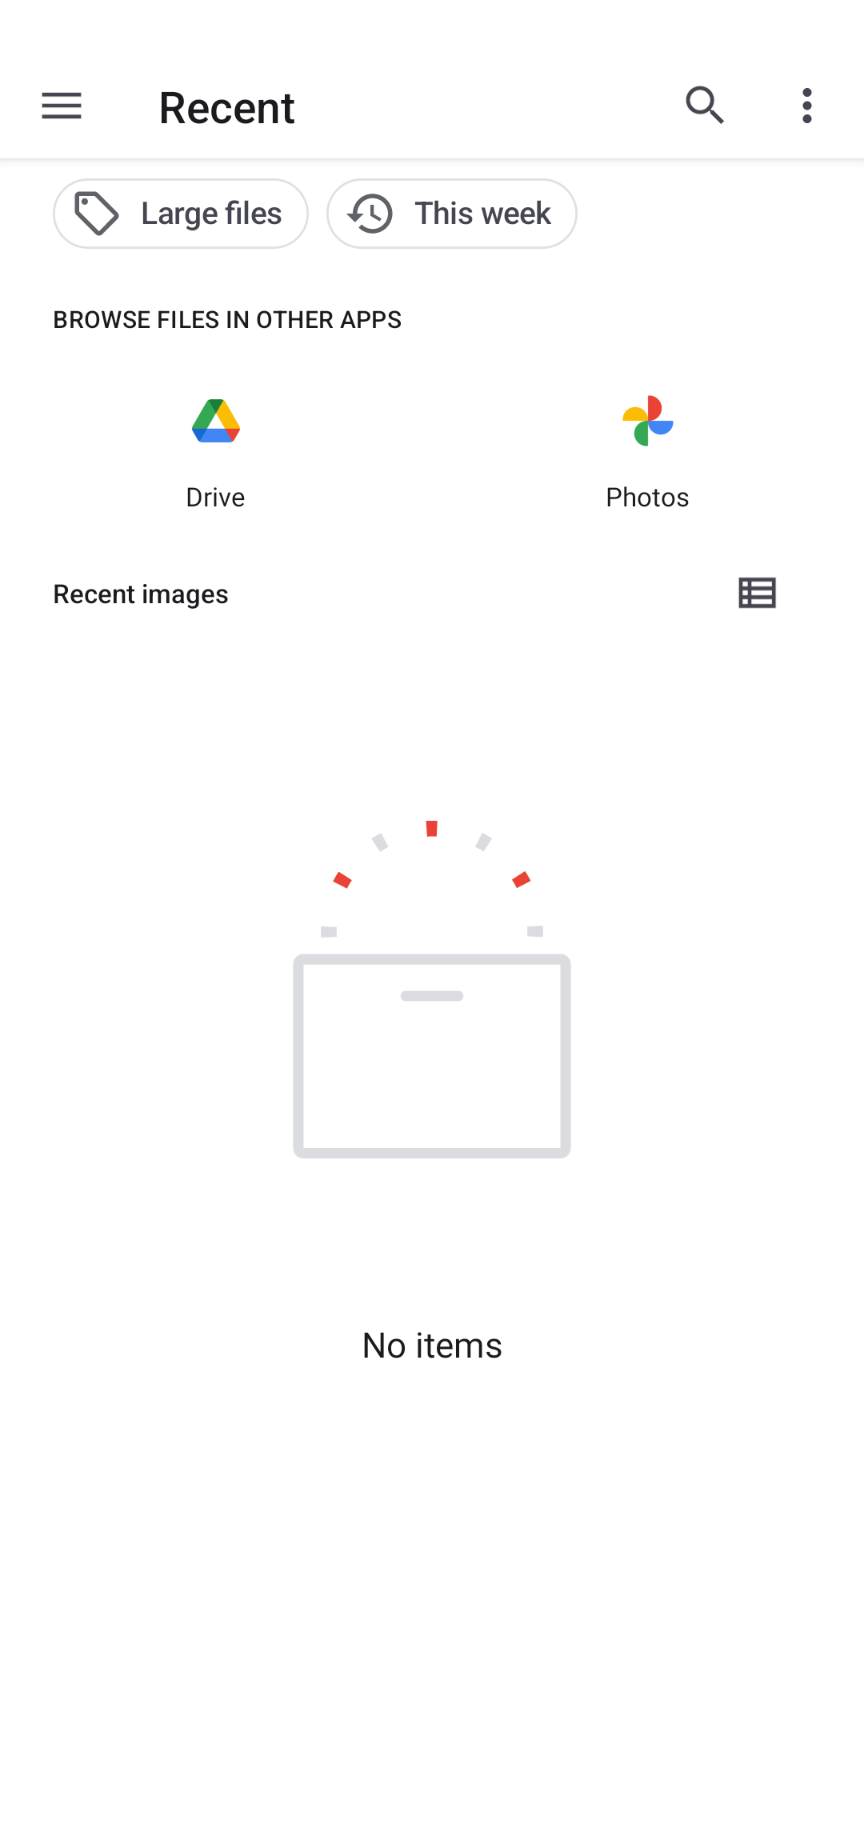 Recent
Large files
This week
BROWSE FILES IN OTHER APPS
Drive
Photos
Recent images
No items